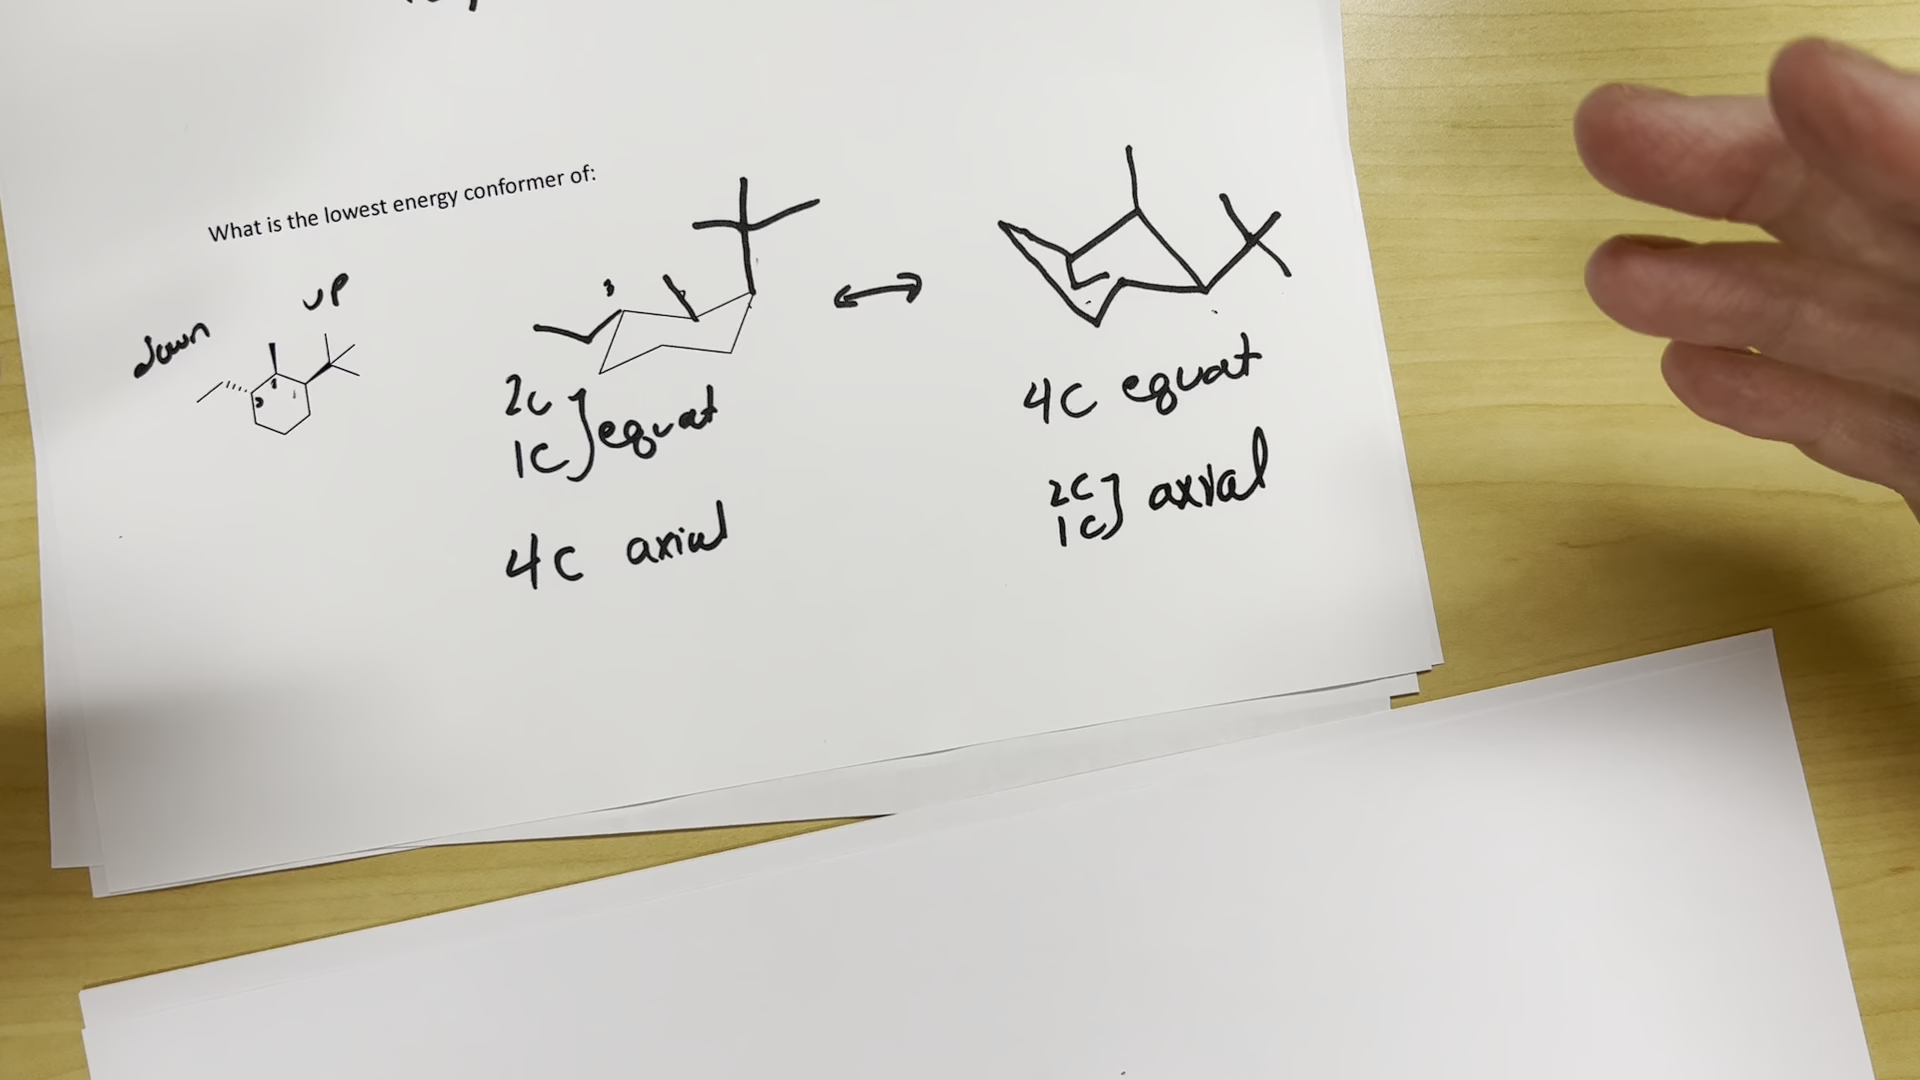 What is the lowest energy conformer of:
down
up
3
2C
1C
equat
4C axial
4C equat
2C
1C
axial